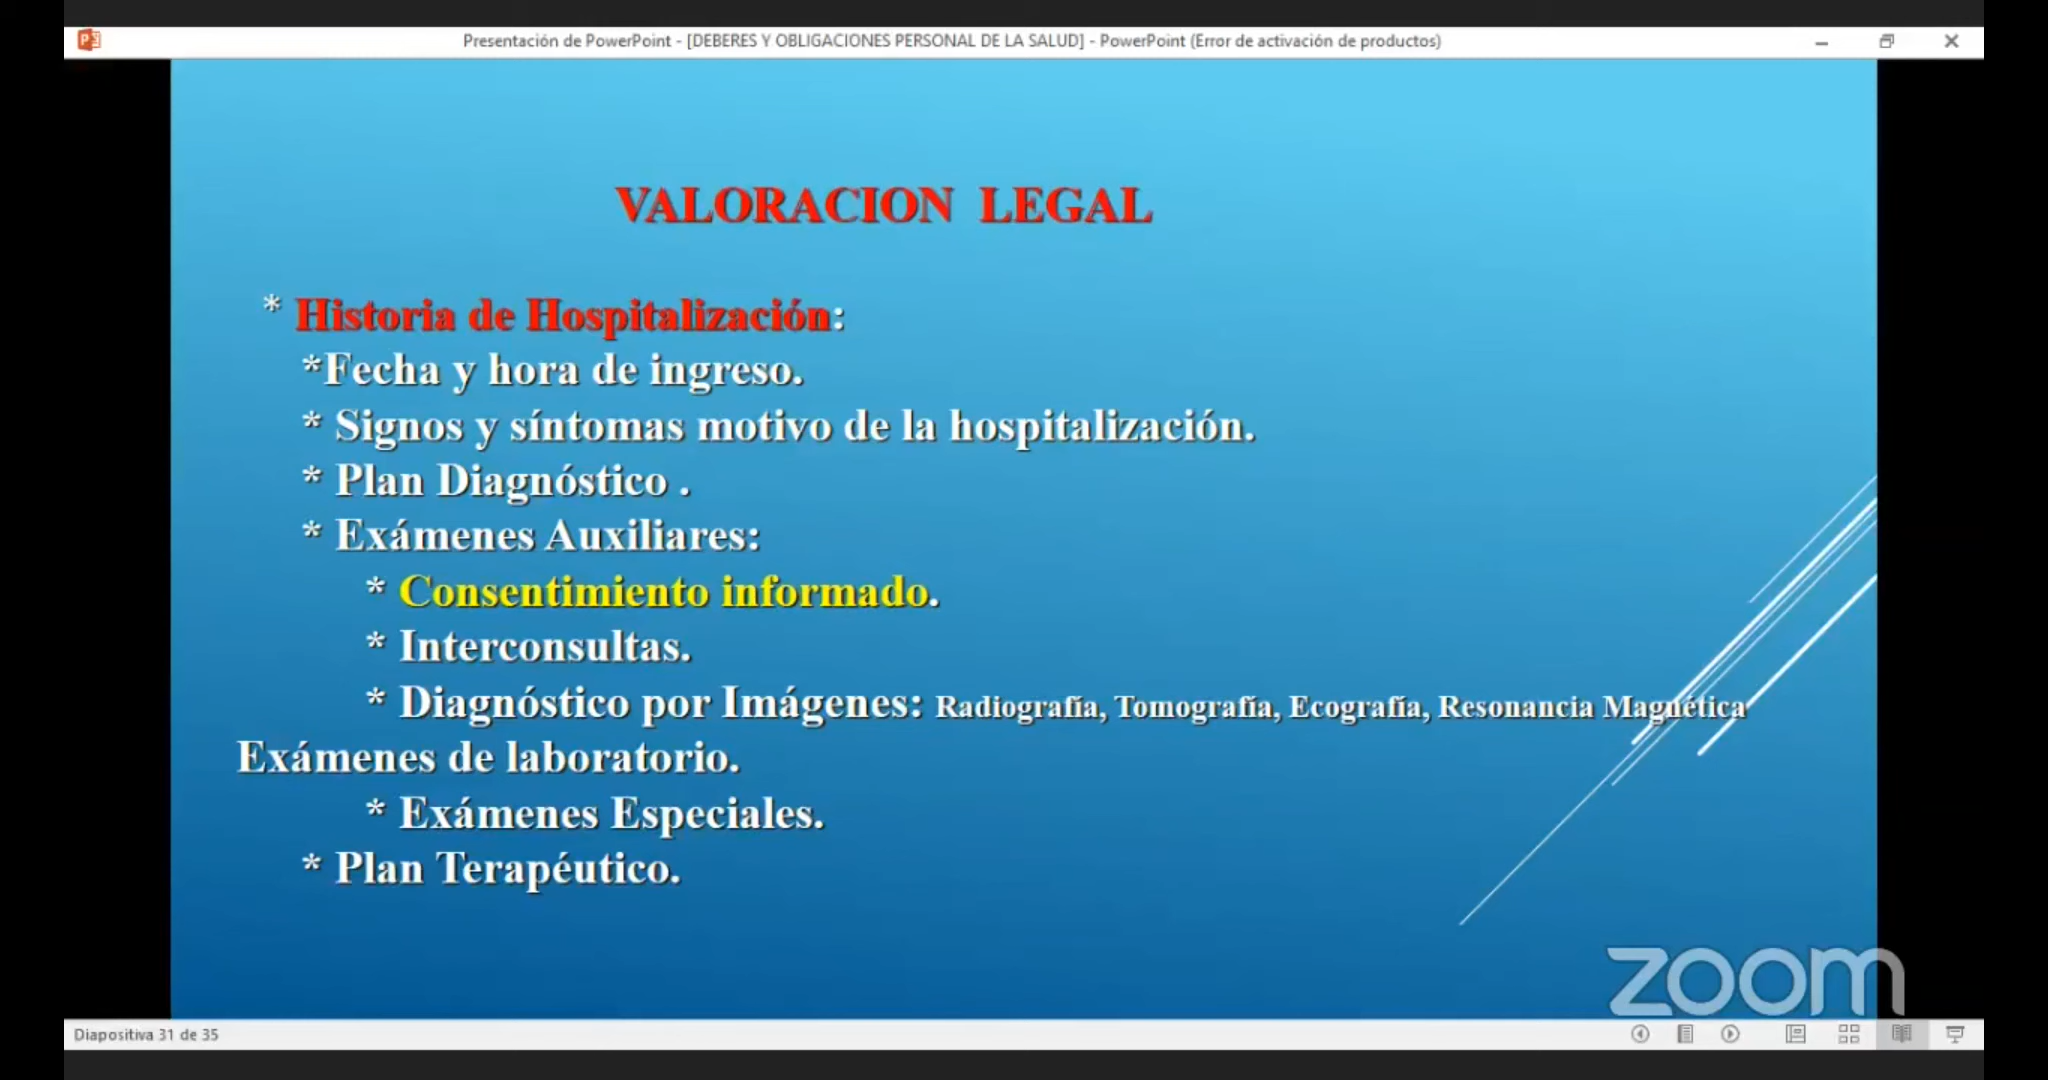 Presentación de PowerPoint - [DEBERES Y OBLIGACIONES PERSONAL DE LA SALUD] - PowerPoint (Error de activación de productos)
VALORACION LEGAL
* Historia de Hospitalización:
*Fecha y hora de ingreso.
* Signos y síntomas motivo de la hospitalización.
* Plan Diagnóstico .
* Exámenes Auxiliares:
* Consentimiento informado.
* Interconsultas.
* Diagnóstico por Imágenes: Radiografía, Tomografía, Ecografía, Resonancia Magnética
Exámenes de laboratorio.
* Exámenes Especiales.
* Plan Terapéutico.
zoom
Diapositiva 31 de 35